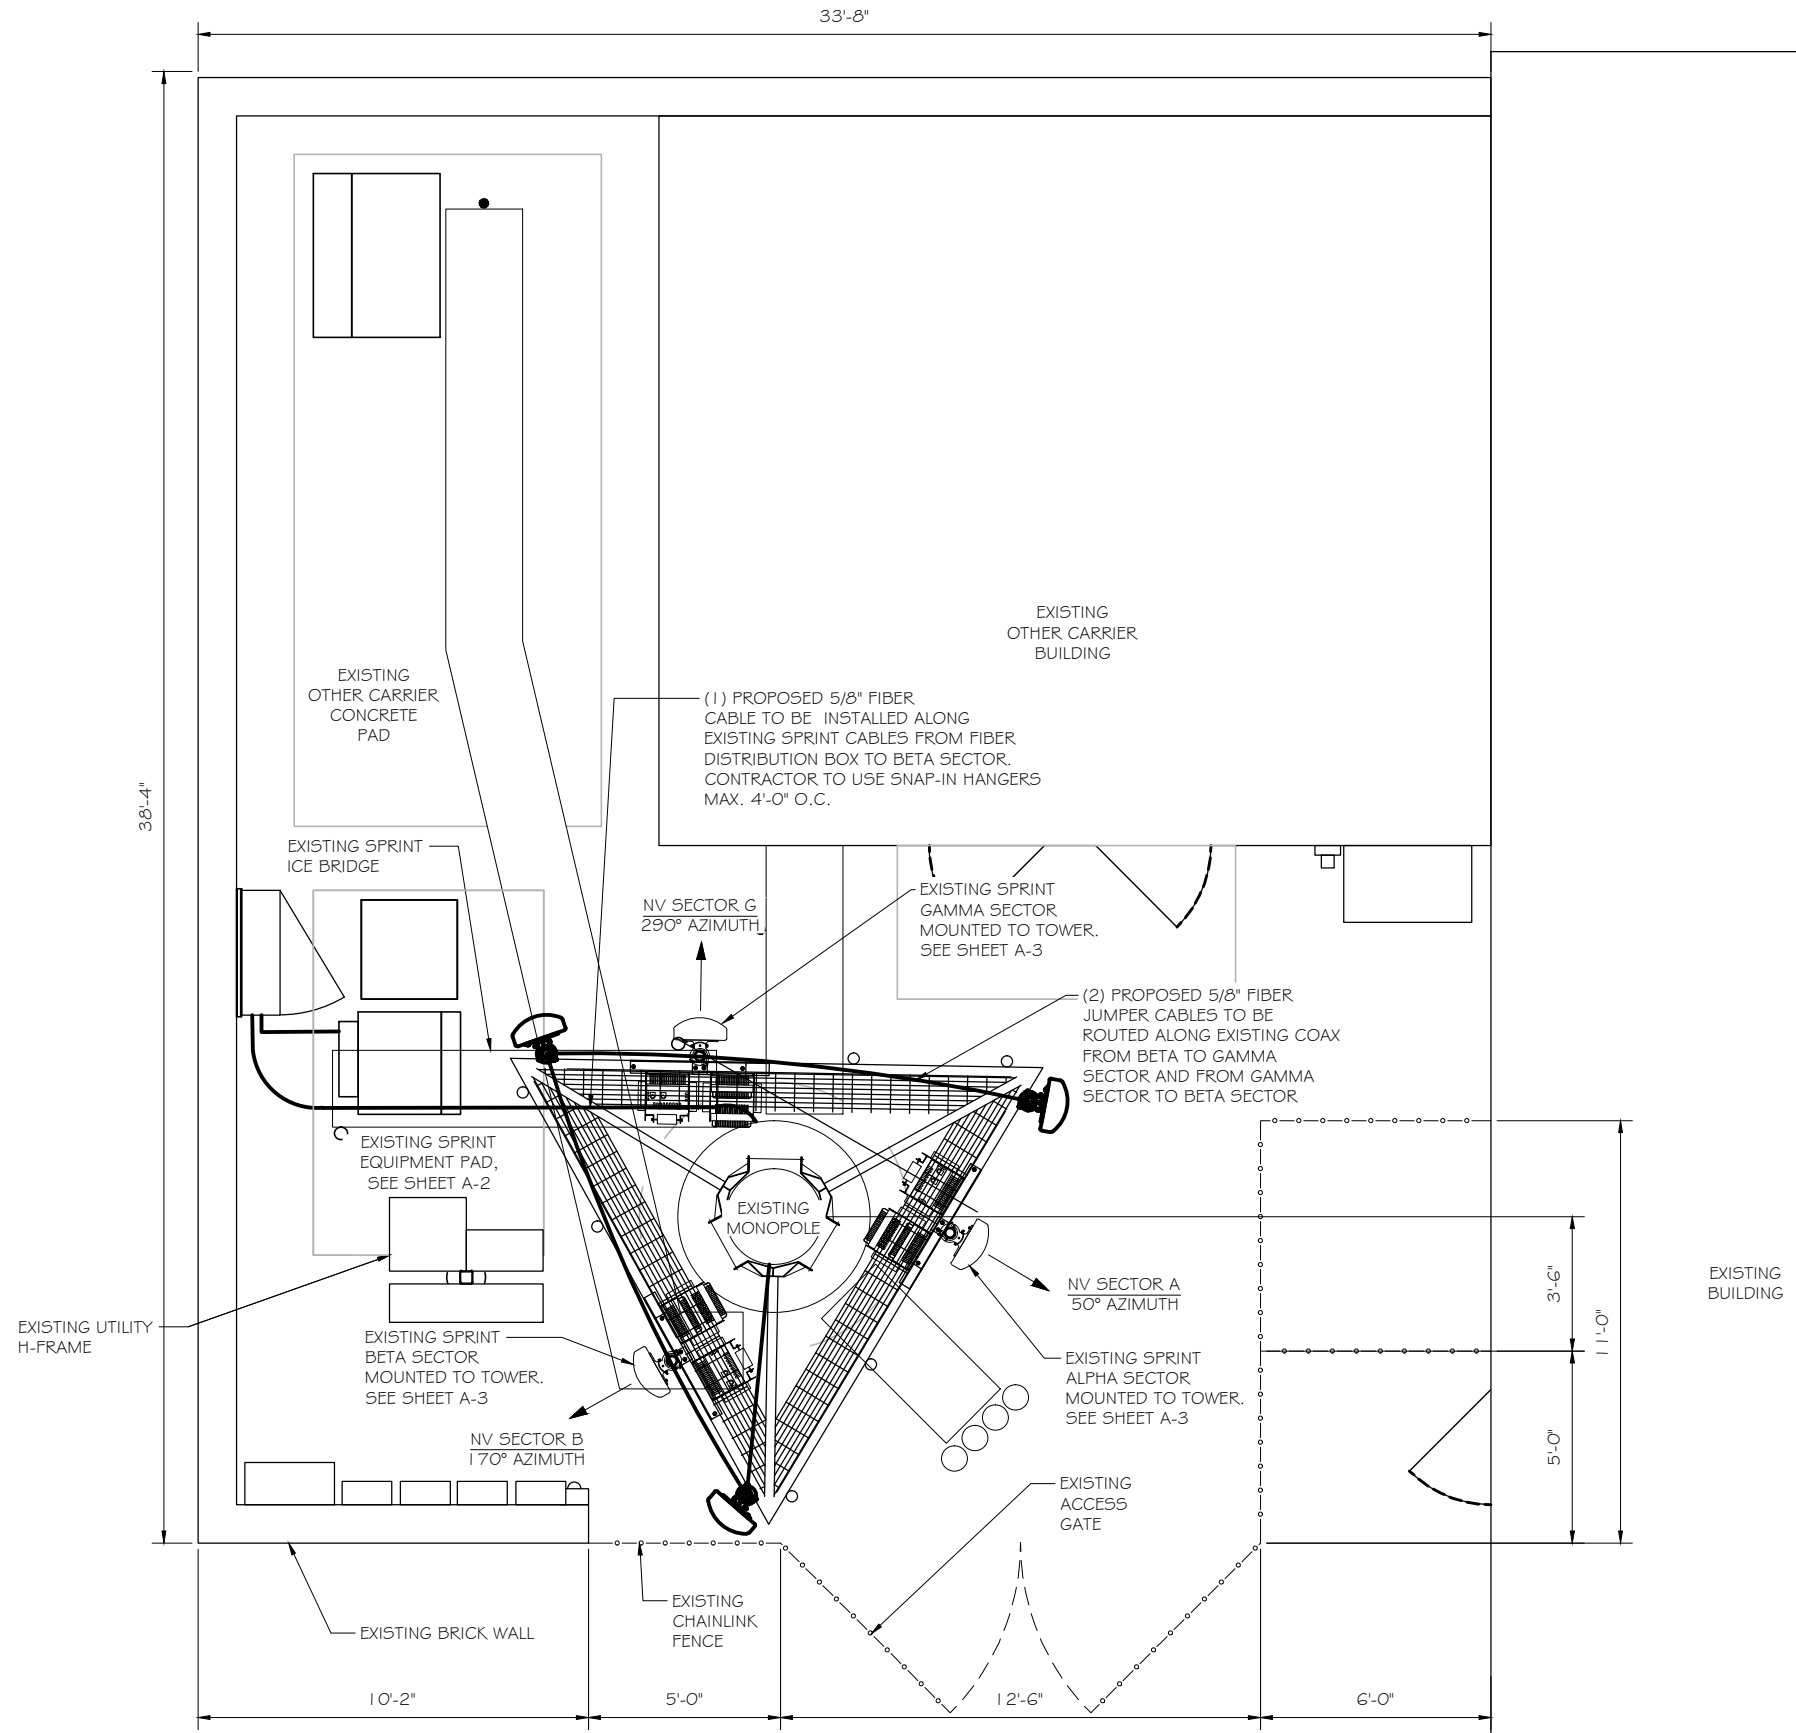 33'-8"
38'-4"
EXISTING
OTHER CARRIER
BUILDING
EXISTING
OTHER CARRIER
CONCRETE
PAD
(1) PROPOSED 5/8" FIBER
CABLE TO BE INSTALLED ALONG
EXISTING SPRINT CABLES FROM FIBER
DISTRIBUTION BOX TO BETA SECTOR.
CONTRACTOR TO USE SNAP-IN HANGERS
MAX. 4'-0" O.C.
EXISTING SPRINT
ICE BRIDGE
NV SECTOR G
290° AZIMUTH
EXISTING SPRINT
GAMMA SECTOR
MOUNTED TO TOWER.
SEE SHEET A-3
(2) PROPOSED 5/8" FIBER
JUMPER CABLES TO BE
ROUTED ALONG EXISTING COAX
FROM BETA TO GAMMA
SECTOR AND FROM GAMMA
SECTOR TO BETA SECTOR
EXISTING SPRINT
EQUIPMENT PAD,
SEE SHEET A-2
EXISTING
MONOPOLE
NV SECTOR A
50° AZIMUTH
EXISTING
BUILDING
3'-6"
11'-0"
5'-0"
EXISTING UTILITY
H-FRAME
EXISTING SPRINT
BETA SECTOR
MOUNTED TO TOWER.
SEE SHEET A-3
EXISTING SPRINT
ALPHA SECTOR
MOUNTED TO TOWER.
SEE SHEET A-3
NV SECTOR B
170° AZIMUTH
EXISTING
ACCESS
GATE
EXISTING
CHAINLINK
FENCE
EXISTING BRICK WALL
10'-2"
5'-0"
12'-6"
6'-0"